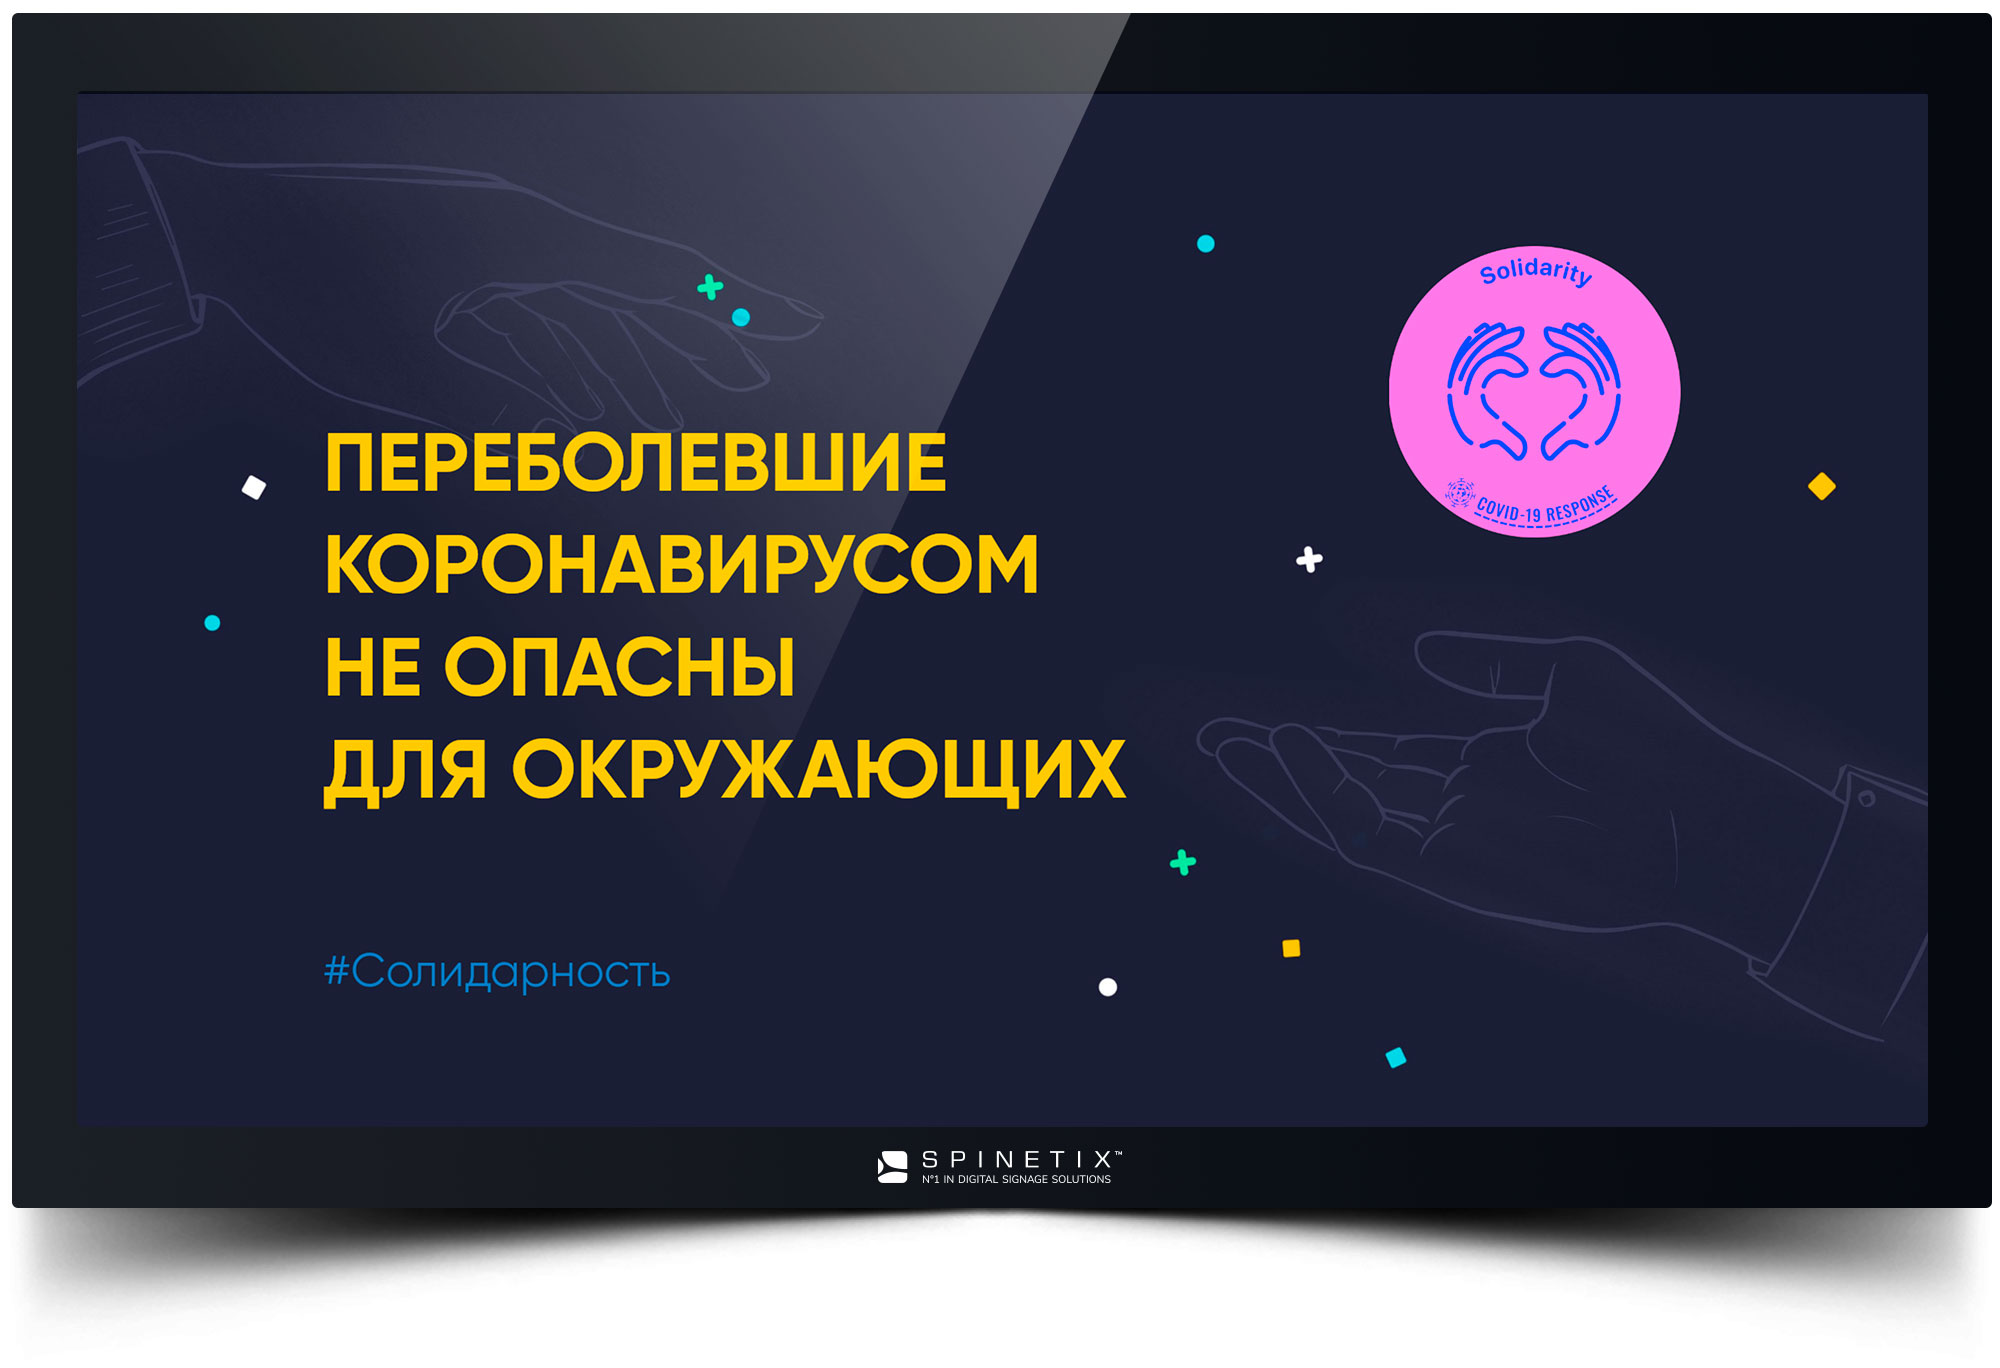 Solidarity
COVID-19 RESPONSE
ПЕРЕБОЛЕВШИЕ
КОРОНАВИРУСОМ
НЕ ОПАСНЫ
ДЛЯ ОКРУЖАЮЩИХ
#Солидарность
SPINETIX™
N°1 IN DIGITAL SIGNAGE SOLUTIONS